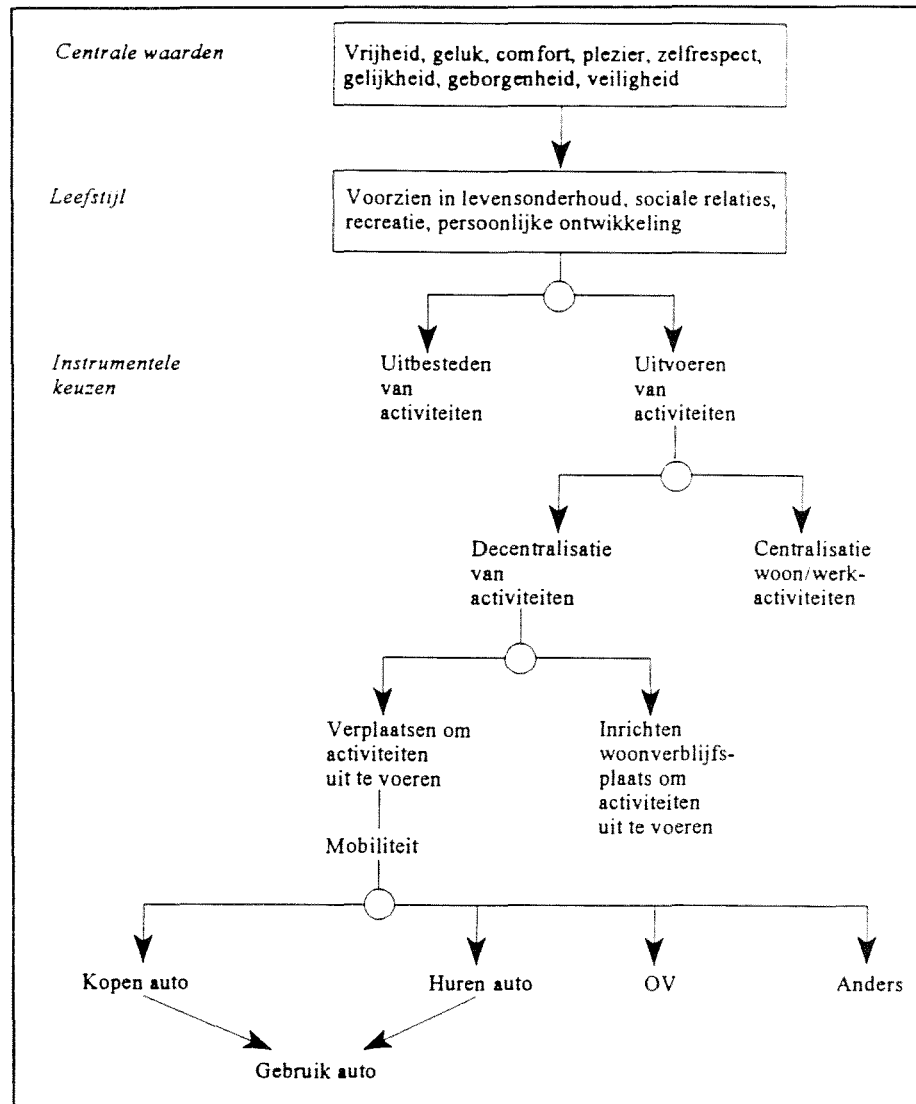 Centrale waarden
Vrijheid, geluk, comfort, plezier, zelfrespect,
gelijkheid, geborgenheid, veiligheid
Leefstijl
Voorzien in levensonderhoud, sociale relaties,
recreatie, persoonlijke ontwikkeling
Instrumentele
keuzen
Uitbesteden
van
activiteiten
Uitvoeren
van
activiteiten
Decentralisatie
van
activiteiten
Centralisatie
woon/werk-
activiteiten
Verplaatsen om
activiteiten
uit te voeren
Inrichten
woonverblijfs-
plaats om
activiteiten
uit te voeren
Mobiliteit
Kopen auto
Huren auto
OV
Anders
Gebruik auto